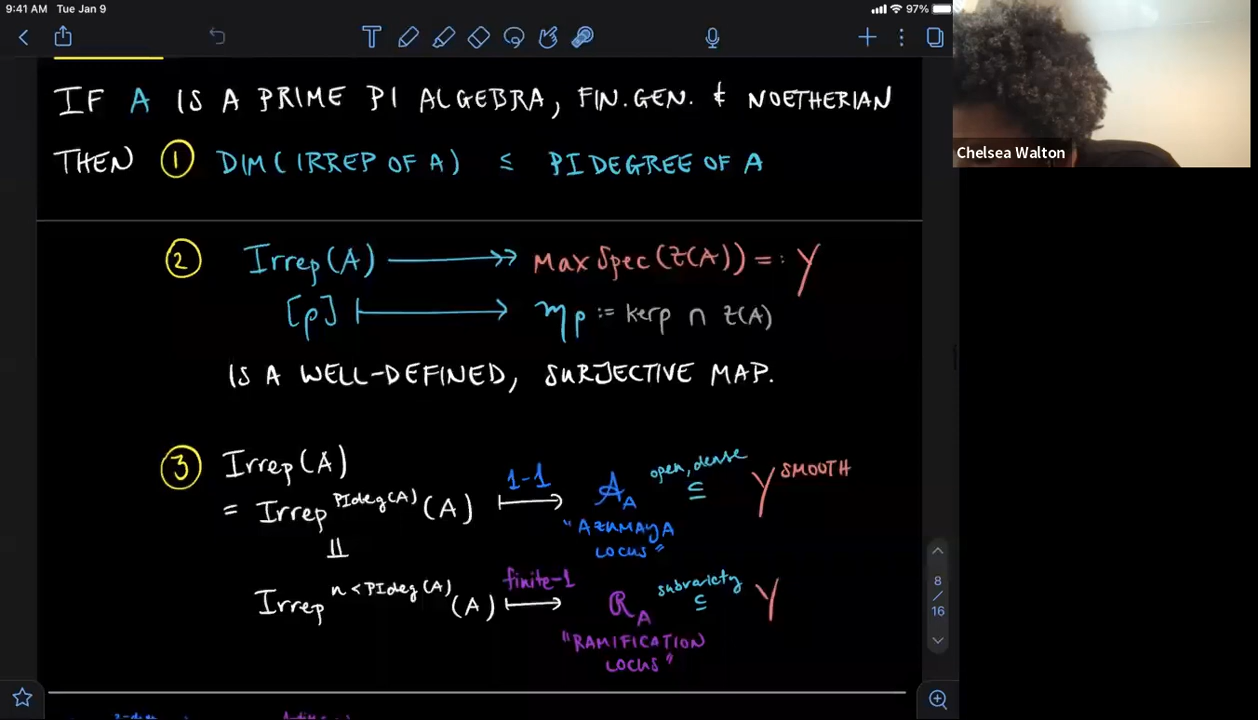 9:41 AM Tue Jan 9
97%
IF A IS A PRIME PI ALGEBRA, FIN. GEN. & NOETHERIAN
THEN ① DIM(IRREP OF A) ≤ PI DEGREE OF A
② Irrep(A) ↠ MaxSpec(Z(A)) =: Y
[ρ] ↦ ηρ := kerρ ∩ Z(A)
IS A WELL-DEFINED, SURJECTIVE MAP.
③ Irrep(A)
= Irrep^PIdeg(A) (A) 1-1 ⟼ 𝒜_A "AZUMAYA LOCUS" open, dense ⊆ Y^SMOOTH
⨿
Irrep^n<PIdeg(A) (A) finite-1 ⟼ ℛ_A "RAMIFICATION LOCUS" subvariety ⊆ Y
8
/
16
Chelsea Walton